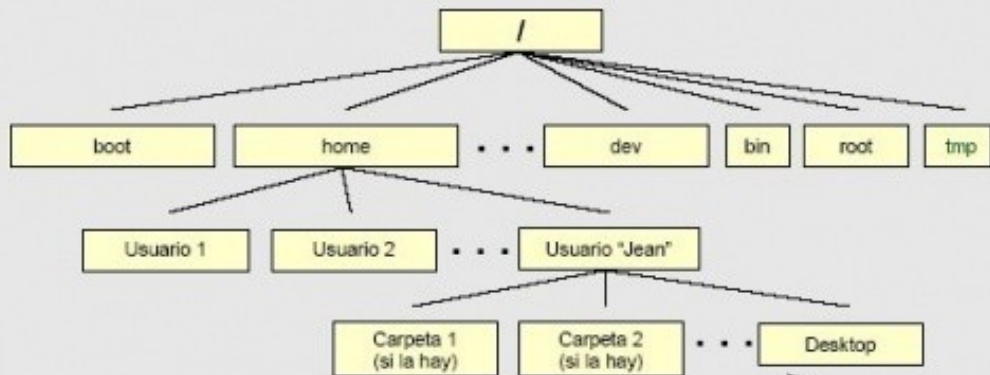 /
boot
home
. . .
dev
bin
root
tmp
Usuario 1
Usuario 2
. . .
Usuario "Jean"
Carpeta 1
(si la hay)
Carpeta 2
(si la hay)
. . .
Desktop